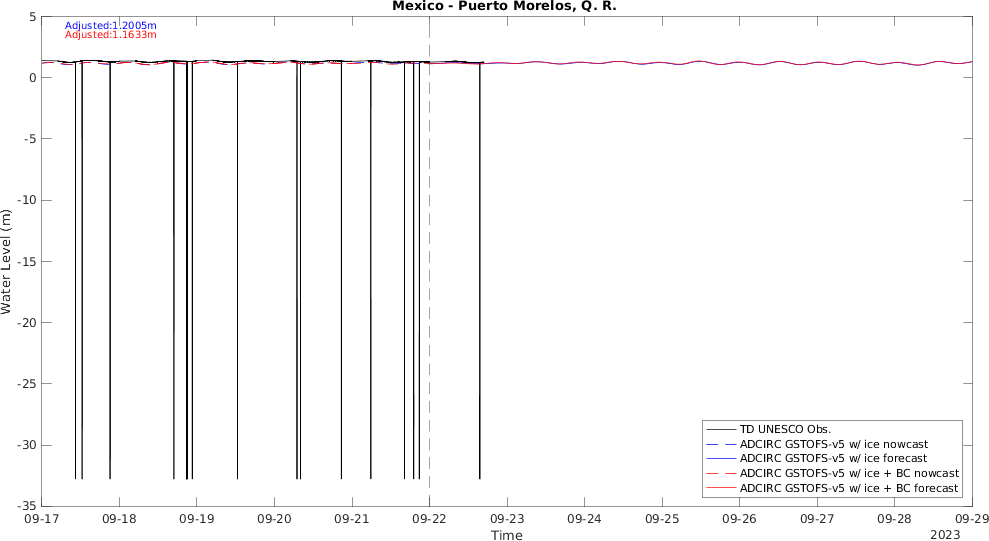 Mexico - Puerto Morelos, Q. R.
Adjusted:1.2005m
Adjusted:1.1633m
5
0
-5
-10
-15
-20
-25
-30
-35
Water Level (m)
TD UNESCO Obs.
ADCIRC GSTOFS-v5 w/ ice nowcast
ADCIRC GSTOFS-v5 w/ ice forecast
ADCIRC GSTOFS-v5 w/ ice + BC nowcast
ADCIRC GSTOFS-v5 w/ ice + BC forecast
09-17 09-18 09-19 09-20 09-21 09-22 09-23 09-24 09-25 09-26 09-27 09-28 09-29
Time
2023